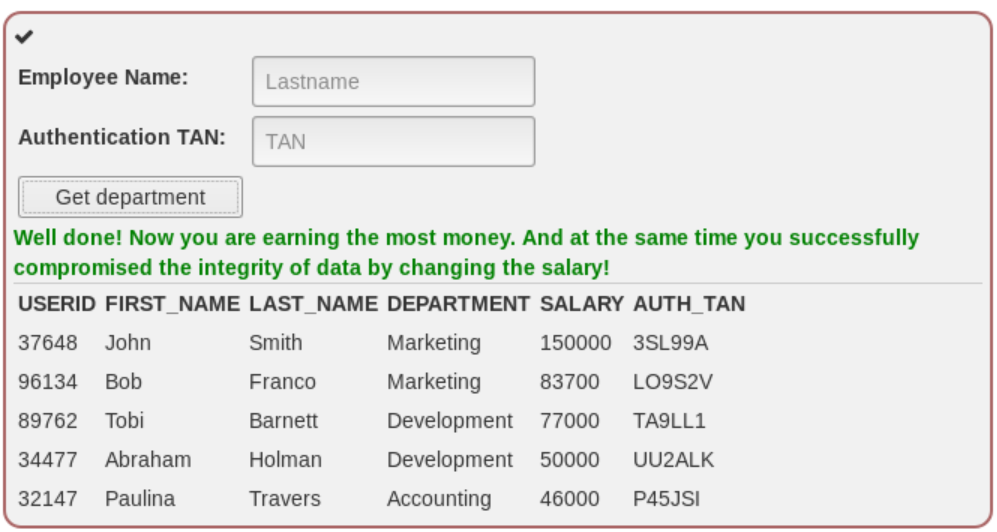 Employee Name: Lastname
Authentication TAN: TAN
Get department
Well done! Now you are earning the most money. And at the same time you successfully
compromised the integrity of data by changing the salary!
USERID FIRST_NAME LAST_NAME DEPARTMENT SALARY AUTH_TAN
37648 John Smith Marketing 150000 3SL99A
96134 Bob Franco Marketing 83700 LO9S2V
89762 Tobi Barnett Development 77000 TA9LL1
34477 Abraham Holman Development 50000 UU2ALK
32147 Paulina Travers Accounting 46000 P45JSI